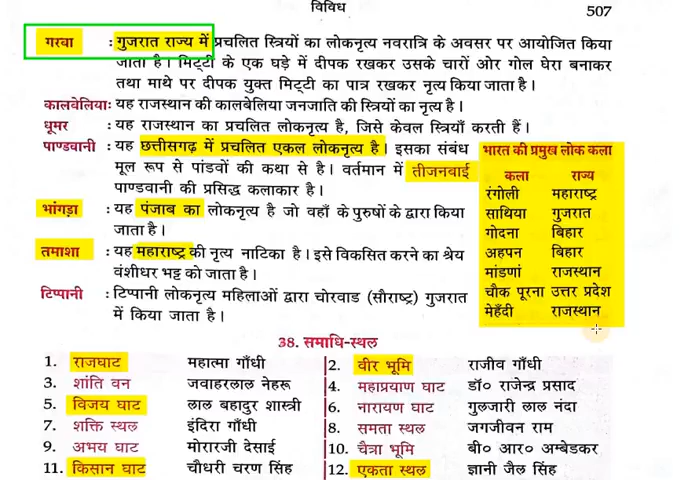 विविध
507
गरबा : गुजरात राज्य में प्रचलित स्त्रियों का लोकनृत्य नवरात्रि के अवसर पर आयोजित किया
जाता है। मिट्टी के एक घड़े में दीपक रखकर उसके चारों ओर गोल घेरा बनाकर
तथा माथे पर दीपक युक्त मिट्टी का पात्र रखकर नृत्य किया जाता है।
कालबेलिया: यह राजस्थान की कालबेलिया जनजाति की स्त्रियों का नृत्य है।
घूमर : यह राजस्थान का प्रचलित लोकनृत्य है, जिसे केवल स्त्रियाँ करती हैं।
पाण्डवानी : यह छत्तीसगढ़ में प्रचलित एकल लोकनृत्य है। इसका संबंध
मूल रूप से पांडवों की कथा से है। वर्तमान में तीजनबाई
पाण्डवानी की प्रसिद्ध कलाकार है।
भांगड़ा : यह पंजाब का लोकनृत्य है जो वहाँ के पुरुषों के द्वारा किया
जाता है।
तमाशा : यह महाराष्ट्र की नृत्य नाटिका है। इसे विकसित करने का श्रेय
वंशीधर भट्ट को जाता है।
टिप्पानी : टिप्पानी लोकनृत्य महिलाओं द्वारा चोरवाड (सौराष्ट्र) गुजरात
में किया जाता है।
भारत की प्रमुख लोक कला
कला राज्य
रंगोली महाराष्ट्र
साथिया गुजरात
गोदना बिहार
अहपन बिहार
मांडणां राजस्थान
चौक पूरना उत्तर प्रदेश
मेहँदी राजस्थान
38. समाधि-स्थल
1. राजघाट महात्मा गाँधी 2. वीर भूमि राजीव गाँधी
3. शांति वन जवाहरलाल नेहरू 4. महाप्रयाण घाट डॉ० राजेन्द्र प्रसाद
5. विजय घाट लाल बहादुर शास्त्री 6. नारायण घाट गुलजारी लाल नंदा
7. शक्ति स्थल इंदिरा गाँधी 8. समता स्थल जगजीवन राम
9. अभय घाट मोरारजी देसाई 10. चैत्रा भूमि बी० आर० अम्बेडकर
11. किसान घाट चौधरी चरण सिंह 12. एकता स्थल ज्ञानी जैल सिंह